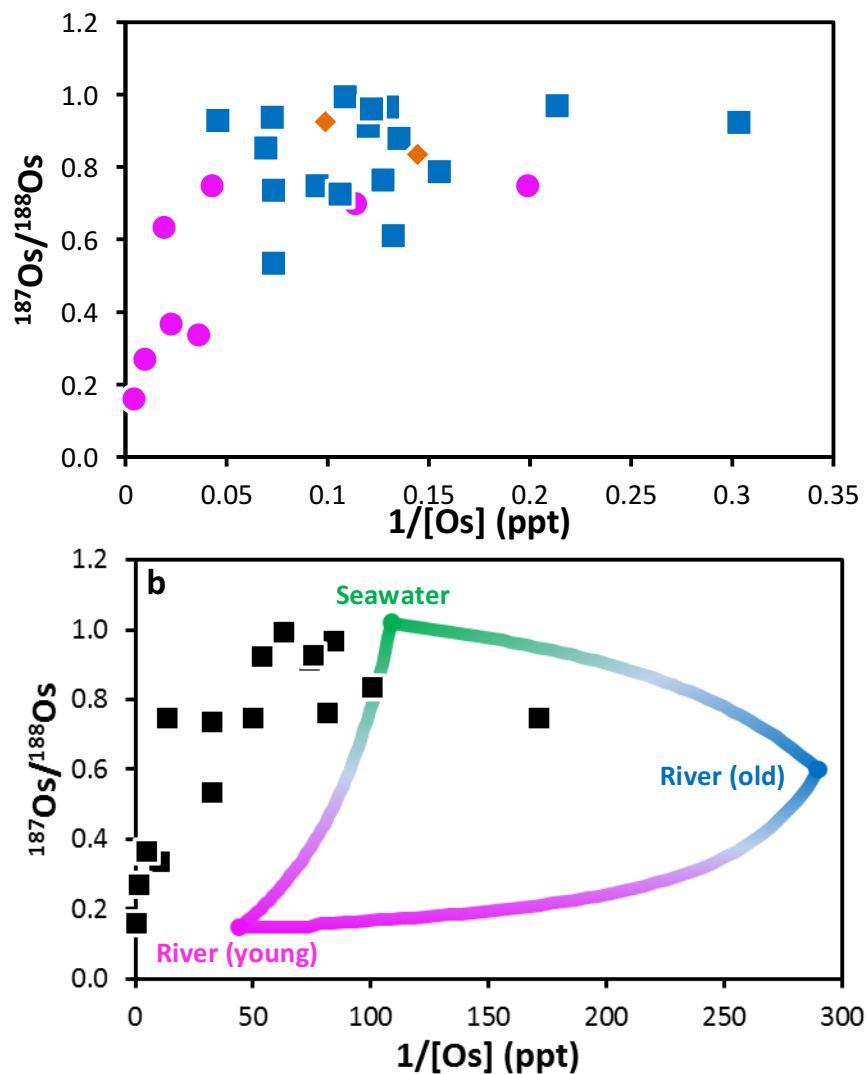 1.2
1.0
0.8
0.6
0.4
0.2
0.0
¹⁸⁷Os/¹⁸⁸Os
0 0.05 0.1 0.15 0.2 0.25 0.3 0.35
1/[Os] (ppt)
b
1.2
1.0
0.8
0.6
0.4
0.2
0.0
¹⁸⁷Os/¹⁸⁸Os
Seawater
River (old)
River (young)
0 50 100 150 200 250 300
1/[Os] (ppt)